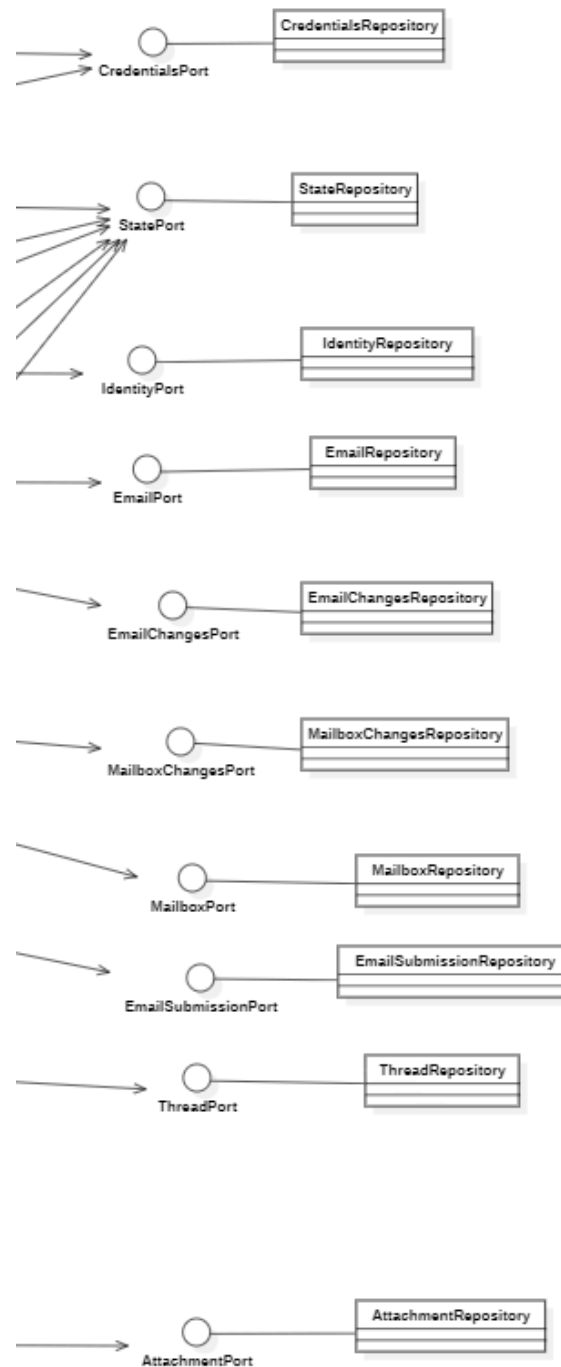 CredentialsRepository
CredentialsPort
StateRepository
StatePort
IdentityRepository
IdentityPort
EmailRepository
EmailPort
EmailChangesRepository
EmailChangesPort
MailboxChangesRepository
MailboxChangesPort
MailboxRepository
MailboxPort
EmailSubmissionRepository
EmailSubmissionPort
ThreadRepository
ThreadPort
AttachmentRepository
AttachmentPort